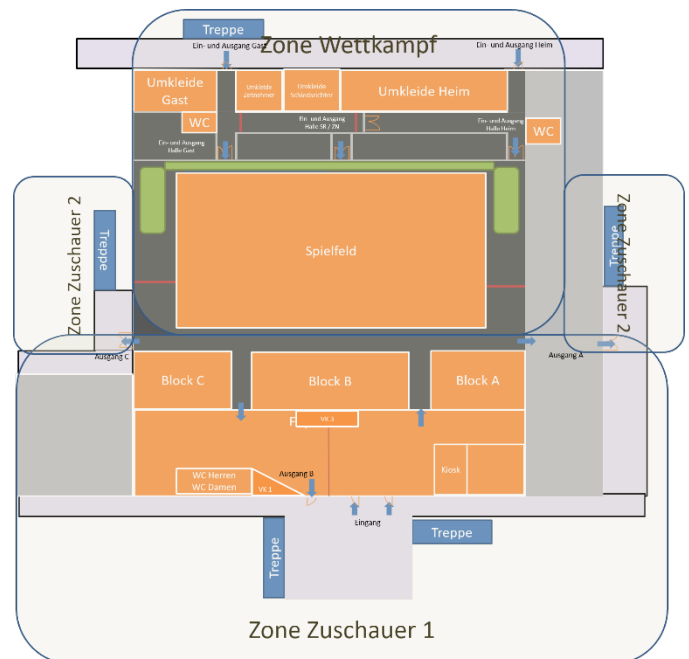 Treppe
Zone Wettkampf
Ein- und Ausgang Gast
Ein- und Ausgang Heim
Umkleide
Gast
Umkleide
Zeitnehmer
Umkleide
Schiedsrichter
Umkleide Heim
WC
Ein- und Ausgang
Halle SR / ZN
Ein- und Ausgang
Halle Gast
Ein- und Ausgang
Halle Heim
WC
Zone Zuschauer 2
Treppe
Spielfeld
Treppe
Zone Zuschauer 2
Ausgang C
Ausgang A
Block C
Block B
Block A
VK 2
WC Herren
WC Damen
VK 1
Ausgang B
Kiosk
Eingang
Treppe
Treppe
Zone Zuschauer 1